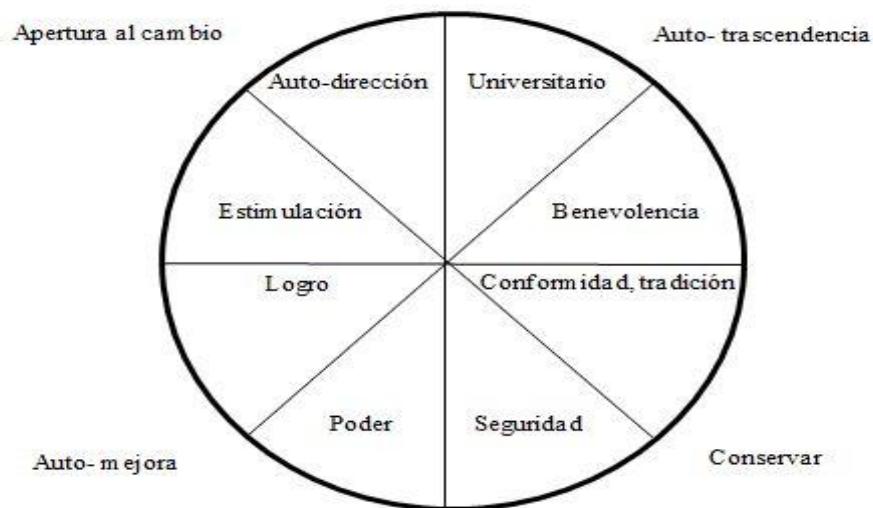 Apertura al cambio
Auto- trascendencia
Auto-dirección
Universitario
Estimulación
Benevolencia
Logro
Conformidad, tradición
Poder
Seguridad
Auto- mejora
Conservar